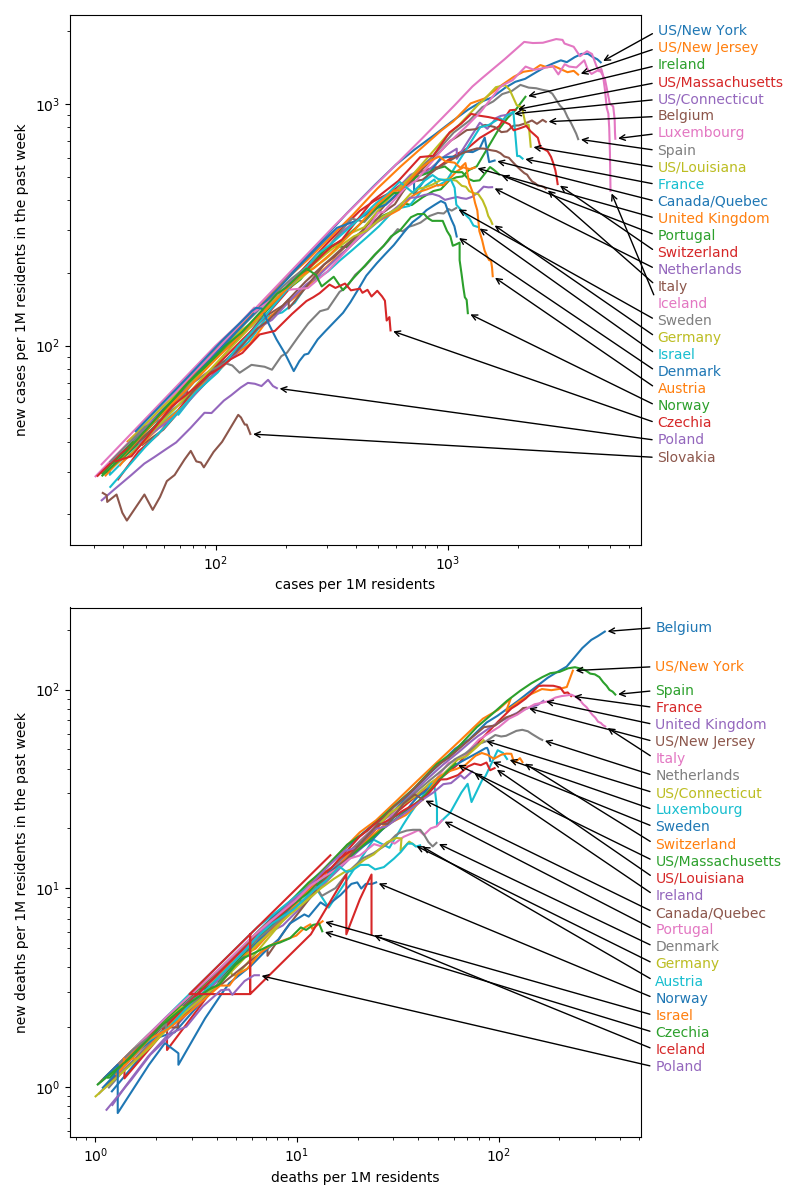 US/New York
US/New Jersey
Ireland
US/Massachusetts
US/Connecticut
Belgium
Luxembourg
Spain
US/Louisiana
France
Canada/Quebec
United Kingdom
Portugal
Switzerland
Netherlands
Italy
Iceland
Sweden
Germany
Israel
Denmark
Austria
Norway
Czechia
Poland
Slovakia
10³
10²
new cases per 1M residents in the past week
10² 10³
cases per 1M residents
Belgium
US/New York
Spain
France
United Kingdom
US/New Jersey
Italy
Netherlands
US/Connecticut
Luxembourg
Sweden
Switzerland
US/Massachusetts
US/Louisiana
Ireland
Canada/Quebec
Portugal
Denmark
Germany
Austria
Norway
Israel
Czechia
Iceland
Poland
10²
10¹
10⁰
new deaths per 1M residents in the past week
10⁰ 10¹ 10²
deaths per 1M residents